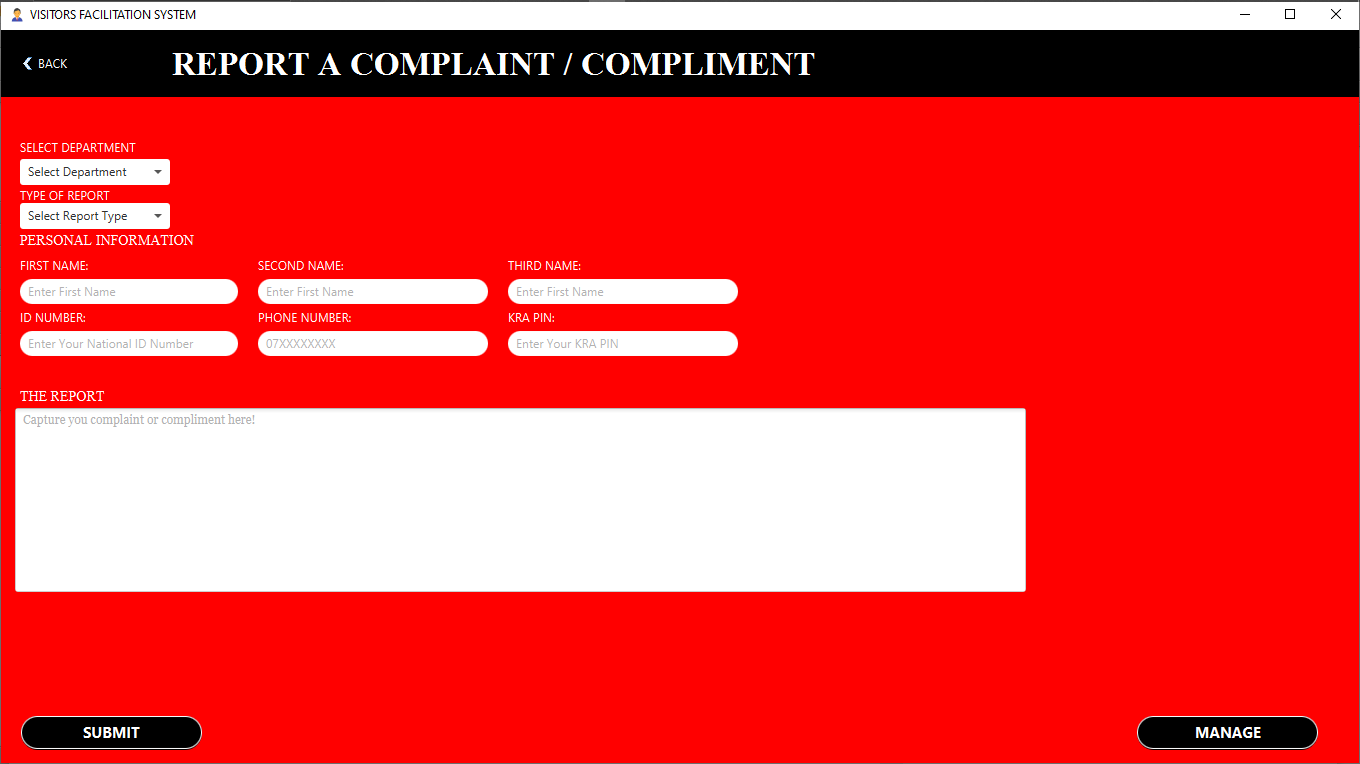 VISITORS FACILITATION SYSTEM
BACK
REPORT A COMPLAINT / COMPLIMENT
SELECT DEPARTMENT
Select Department
TYPE OF REPORT
Select Report Type
PERSONAL INFORMATION
FIRST NAME: SECOND NAME: THIRD NAME:
Enter First Name Enter First Name Enter First Name
ID NUMBER: PHONE NUMBER: KRA PIN:
Enter Your National ID Number 07XXXXXXXX Enter Your KRA PIN
THE REPORT
Capture you complaint or compliment here!
SUBMIT MANAGE